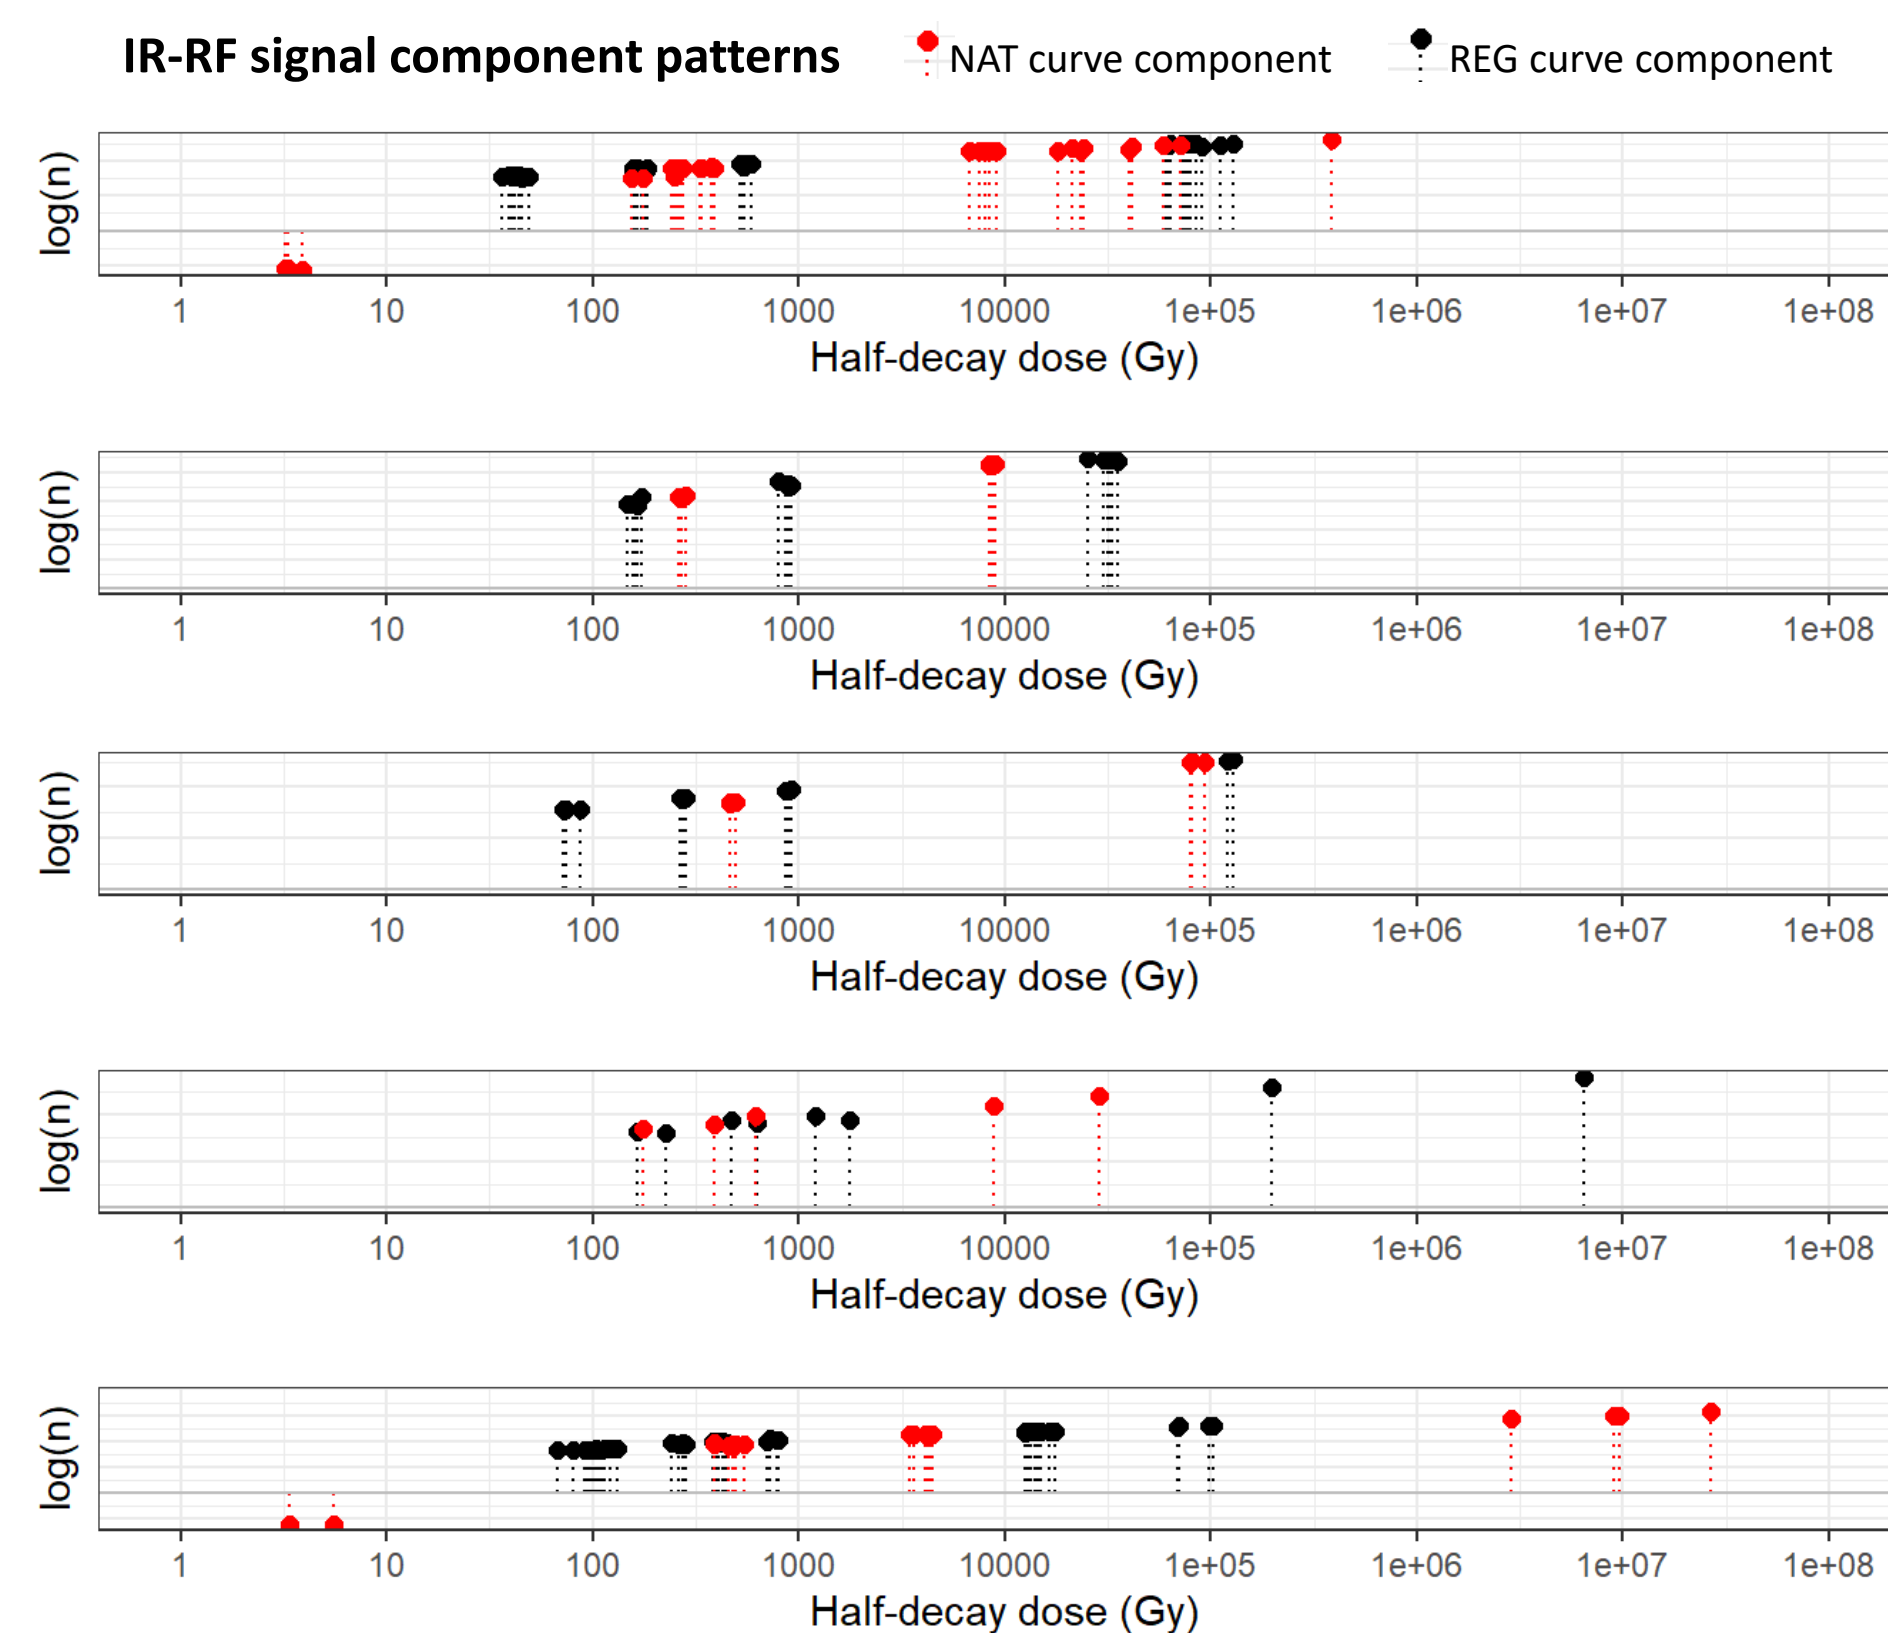 IR-RF signal component patterns NAT curve component REG curve component
log(n)
1 10 100 1000 10000 1e+05 1e+06 1e+07 1e+08
Half-decay dose (Gy)
log(n)
1 10 100 1000 10000 1e+05 1e+06 1e+07 1e+08
Half-decay dose (Gy)
log(n)
1 10 100 1000 10000 1e+05 1e+06 1e+07 1e+08
Half-decay dose (Gy)
log(n)
1 10 100 1000 10000 1e+05 1e+06 1e+07 1e+08
Half-decay dose (Gy)
log(n)
1 10 100 1000 10000 1e+05 1e+06 1e+07 1e+08
Half-decay dose (Gy)